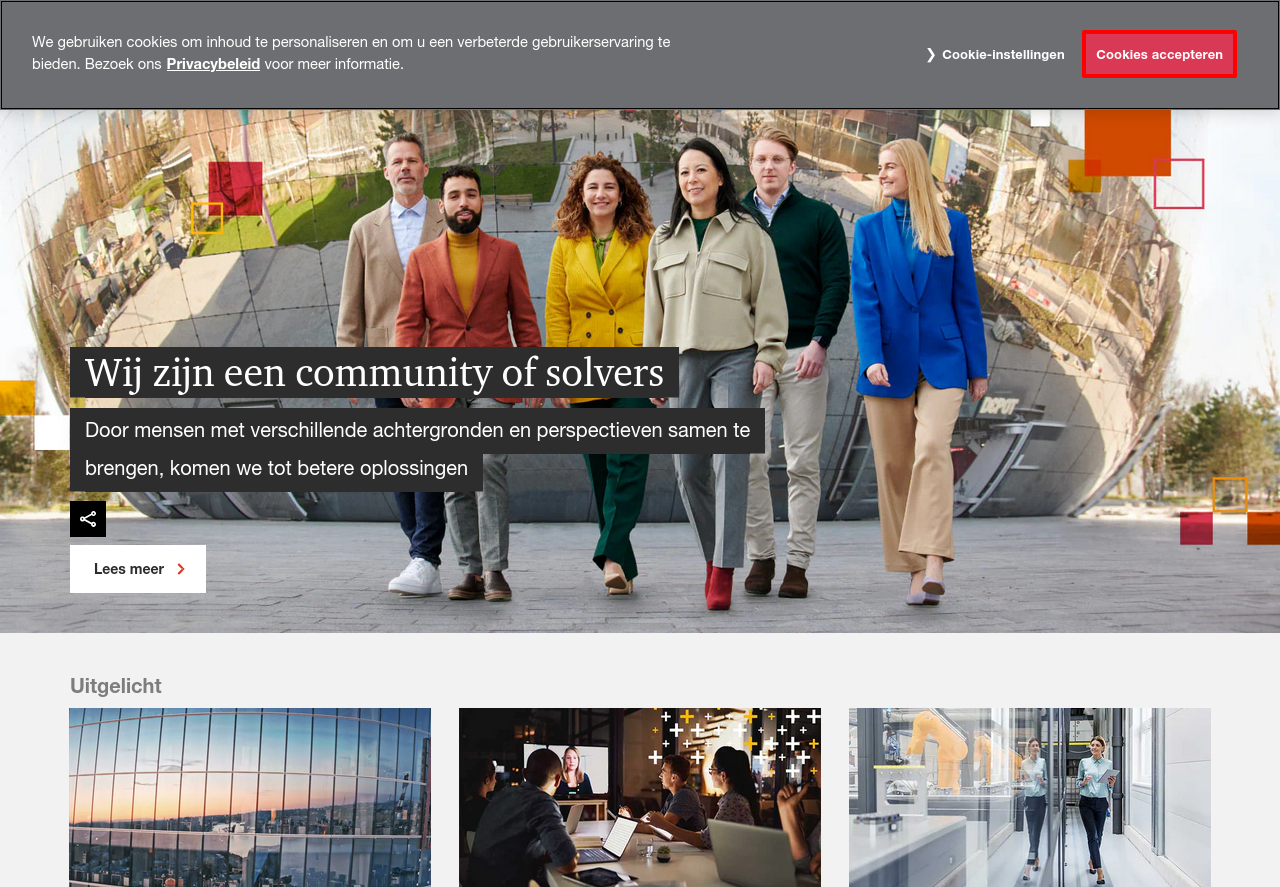 We gebruiken cookies om inhoud te personaliseren en om u een verbeterde gebruikerservaring te
bieden. Bezoek ons Privacybeleid voor meer informatie.
❯ Cookie-instellingen
Cookies accepteren
DEPOT
Wij zijn een community of solvers
Door mensen met verschillende achtergronden en perspectieven samen te
brengen, komen we tot betere oplossingen
Lees meer
Uitgelicht